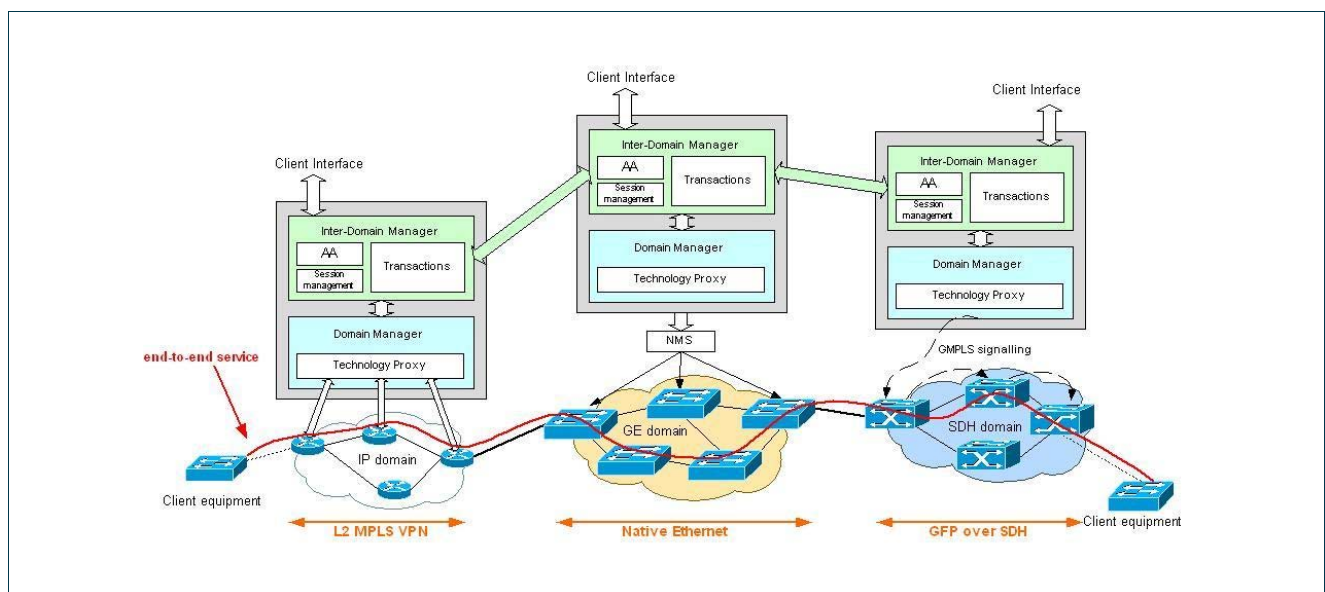 Client Interface
Inter-Domain Manager
AA
Session
management
Transactions
Domain Manager
Technology Proxy
Client Interface
Inter-Domain Manager
AA
Session
management
Transactions
Domain Manager
Technology Proxy
NMS
Client Interface
Inter-Domain Manager
AA
Session
management
Transactions
Domain Manager
Technology Proxy
GMPLS signalling
end-to-end service
IP domain
GE domain
SDH domain
Client equipment
Client equipment
L2 MPLS VPN
Native Ethernet
GFP over SDH